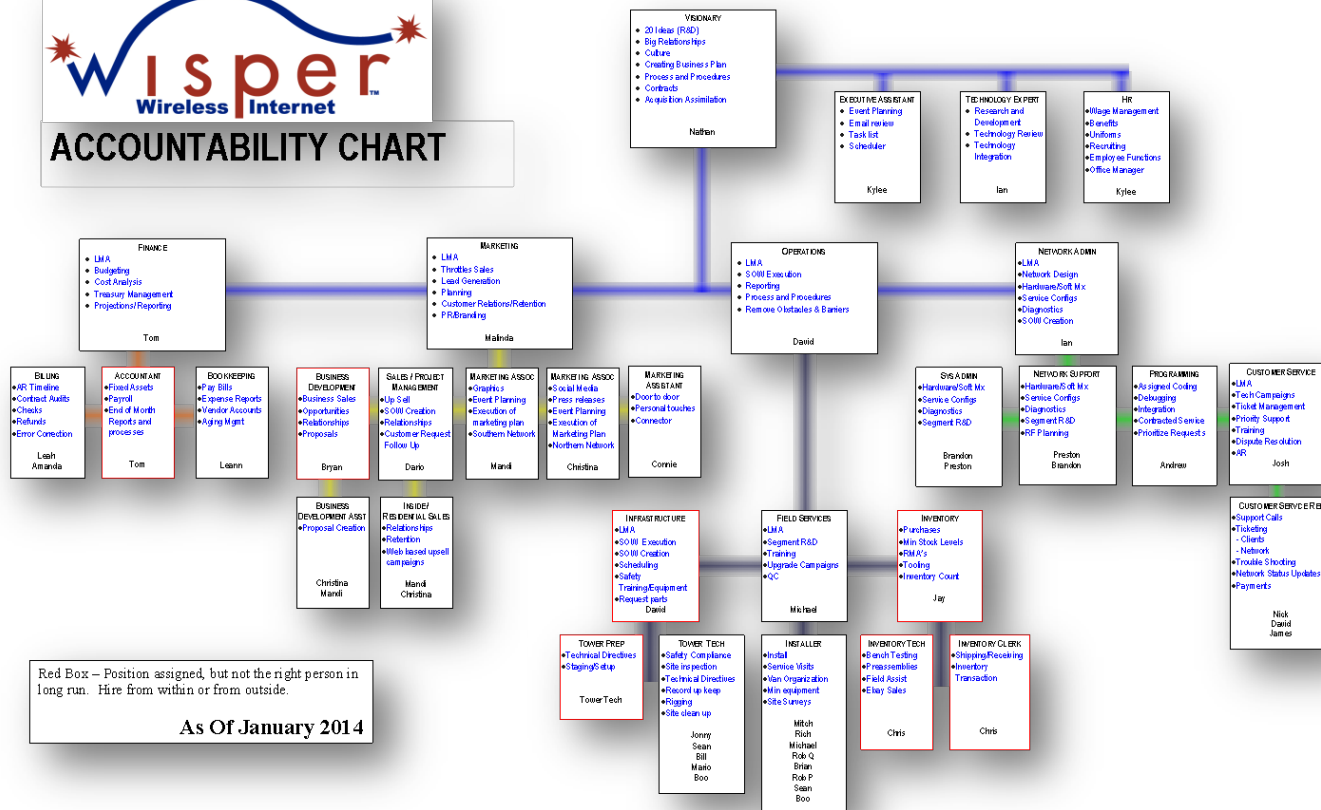 wisper
TM
Wireless Internet
ACCOUNTABILITY CHART
VISIONARY
• 20 Ideas (R&D)
• Big Relationships
• Culture
• Creating Business Plan
• Process and Procedures
• Contracts
• Acquisition Assimilation
Nathan
EXECUTIVE ASSISTANT
• Event Planning
• Email review
• Task list
• Scheduler
Kylee
TECHNOLOGY EXPERT
• Research and
Development
• Technology Review
• Technology
Integration
Ian
HR
•Wage Management
•Benefits
•Uniforms
•Recruiting
•Employee Functions
•Office Manager
Kylee
FINANCE
• LMA
• Budgeting
• Cost Analysis
• Treasury Management
• Projections/Reporting
Tom
MARKETING
• LMA
• Throttles Sales
• Lead Generation
• Planning
• Customer Relations/Retention
• PR/Branding
Malinda
OPERATIONS
• LMA
• SOW Execution
• Reporting
• Process and Procedures
• Remove Obstacles & Barriers
David
NETWORK ADMIN
•LMA
•Network Design
•Hardware/Soft Mx
•Service Configs
•Diagnostics
•SOW Creation
Ian
BILLING
•AR Timeline
•Contract Audits
•Checks
•Refunds
•Error Correction
Leah
Amanda
ACCOUNTANT
•Fixed Assets
•Payroll
•End of Month
Reports and
processes
Tom
BOOKKEEPING
•Pay Bills
•Expense Reports
•Vendor Accounts
•Aging Mgmt
Leann
BUSINESS
DEVELOPMENT
•Business Sales
•Opportunities
•Relationships
•Proposals
Bryan
SALES / PROJECT
MANAGEMENT
•Up Sell
•SOW Creation
•Relationships
•Customer Request
Follow Up
Dario
MARKETING ASSOC
•Graphics
•Event Planning
•Execution of
marketing plan
•Southern Network
Mandi
MARKETING ASSOC
•Social Media
•Press releases
•Event Planning
•Execution of
Marketing Plan
•Northern Network
Christina
MARKETING
ASSISTANT
•Door to door
•Personal touches
•Connector
Connie
SYS ADMIN
•Hardware/Soft Mx
•Service Configs
•Diagnostics
•Segment R&D
Brandon
Preston
NETWORK SUPPORT
•Hardware/Soft Mx
•Service Configs
•Diagnostics
•Segment R&D
•RF Planning
Preston
Brandon
PROGRAMMING
•Assigned Coding
•Debugging
•Integration
•Contracted Service
•Prioritize Requests
Andrew
CUSTOMER SERVICE
•LMA
•Tech Campaigns
•Ticket Management
•Priority Support
•Training
•Dispute Resolution
•AR
Josh
BUSINESS
DEVELOPMENT ASST
•Proposal Creation
Christina
Mandi
INSIDE/
RESIDENTIAL SALES
•Relationships
•Retention
•Web based upsell
campaigns
Mandi
Christina
INFRASTRUCTURE
•LMA
•SOW Execution
•SOW Creation
•Scheduling
•Safety
Training/Equipment
•Request parts
David
FIELD SERVICES
•LMA
•Segment R&D
•Training
•Upgrade Campaigns
•QC
Michael
INVENTORY
•Purchases
•Min Stock Levels
•RMA's
•Tooling
•Inventory Count
Jay
CUSTOMER SERVICE RE
•Support Calls
•Ticketing
- Clients
- Network
•Trouble Shooting
•Network Status Updates
•Payments
Nick
David
James
TOWER PREP
•Technical Directives
•Staging/Setup
Tower Tech
TOWER TECH
•Safety Compliance
•Site inspection
•Technical Directives
•Record up keep
•Rigging
•Site clean up
Jonny
Sean
Bill
Mario
Boo
INSTALLER
•Install
•Service Visits
•Van Organization
•Min equipment
•Site Surveys
Mitch
Rich
Michael
Rob Q
Brian
Rob P
Sean
Boo
INVENTORY TECH
•Bench Testing
•Preassemblies
•Field Assist
•Ebay Sales
Chris
INVENTORY CLERK
•Shipping/Receiving
•Inventory
Transaction
Chris
Red Box – Position assigned, but not the right person in
long run. Hire from within or from outside.
As Of January 2014